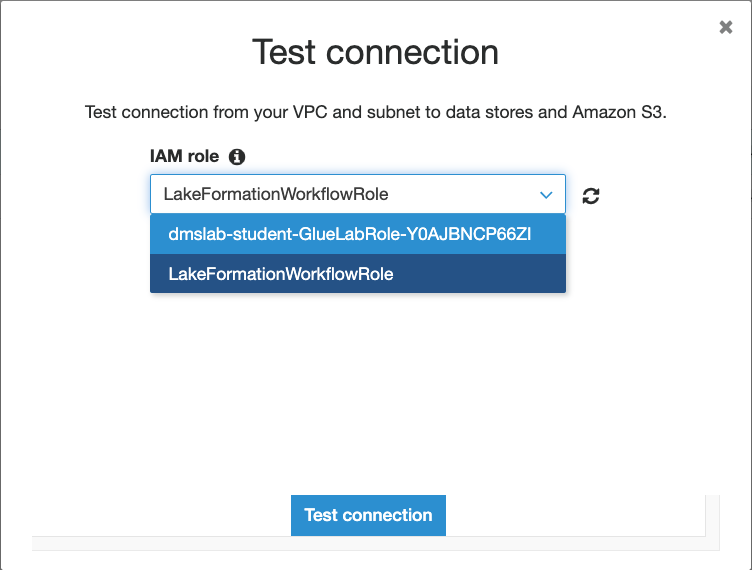 Test connection
Test connection from your VPC and subnet to data stores and Amazon S3.
IAM role
LakeFormationWorkflowRole
dmslab-student-GlueLabRole-Y0AJBNCP66ZI
LakeFormationWorkflowRole
Test connection